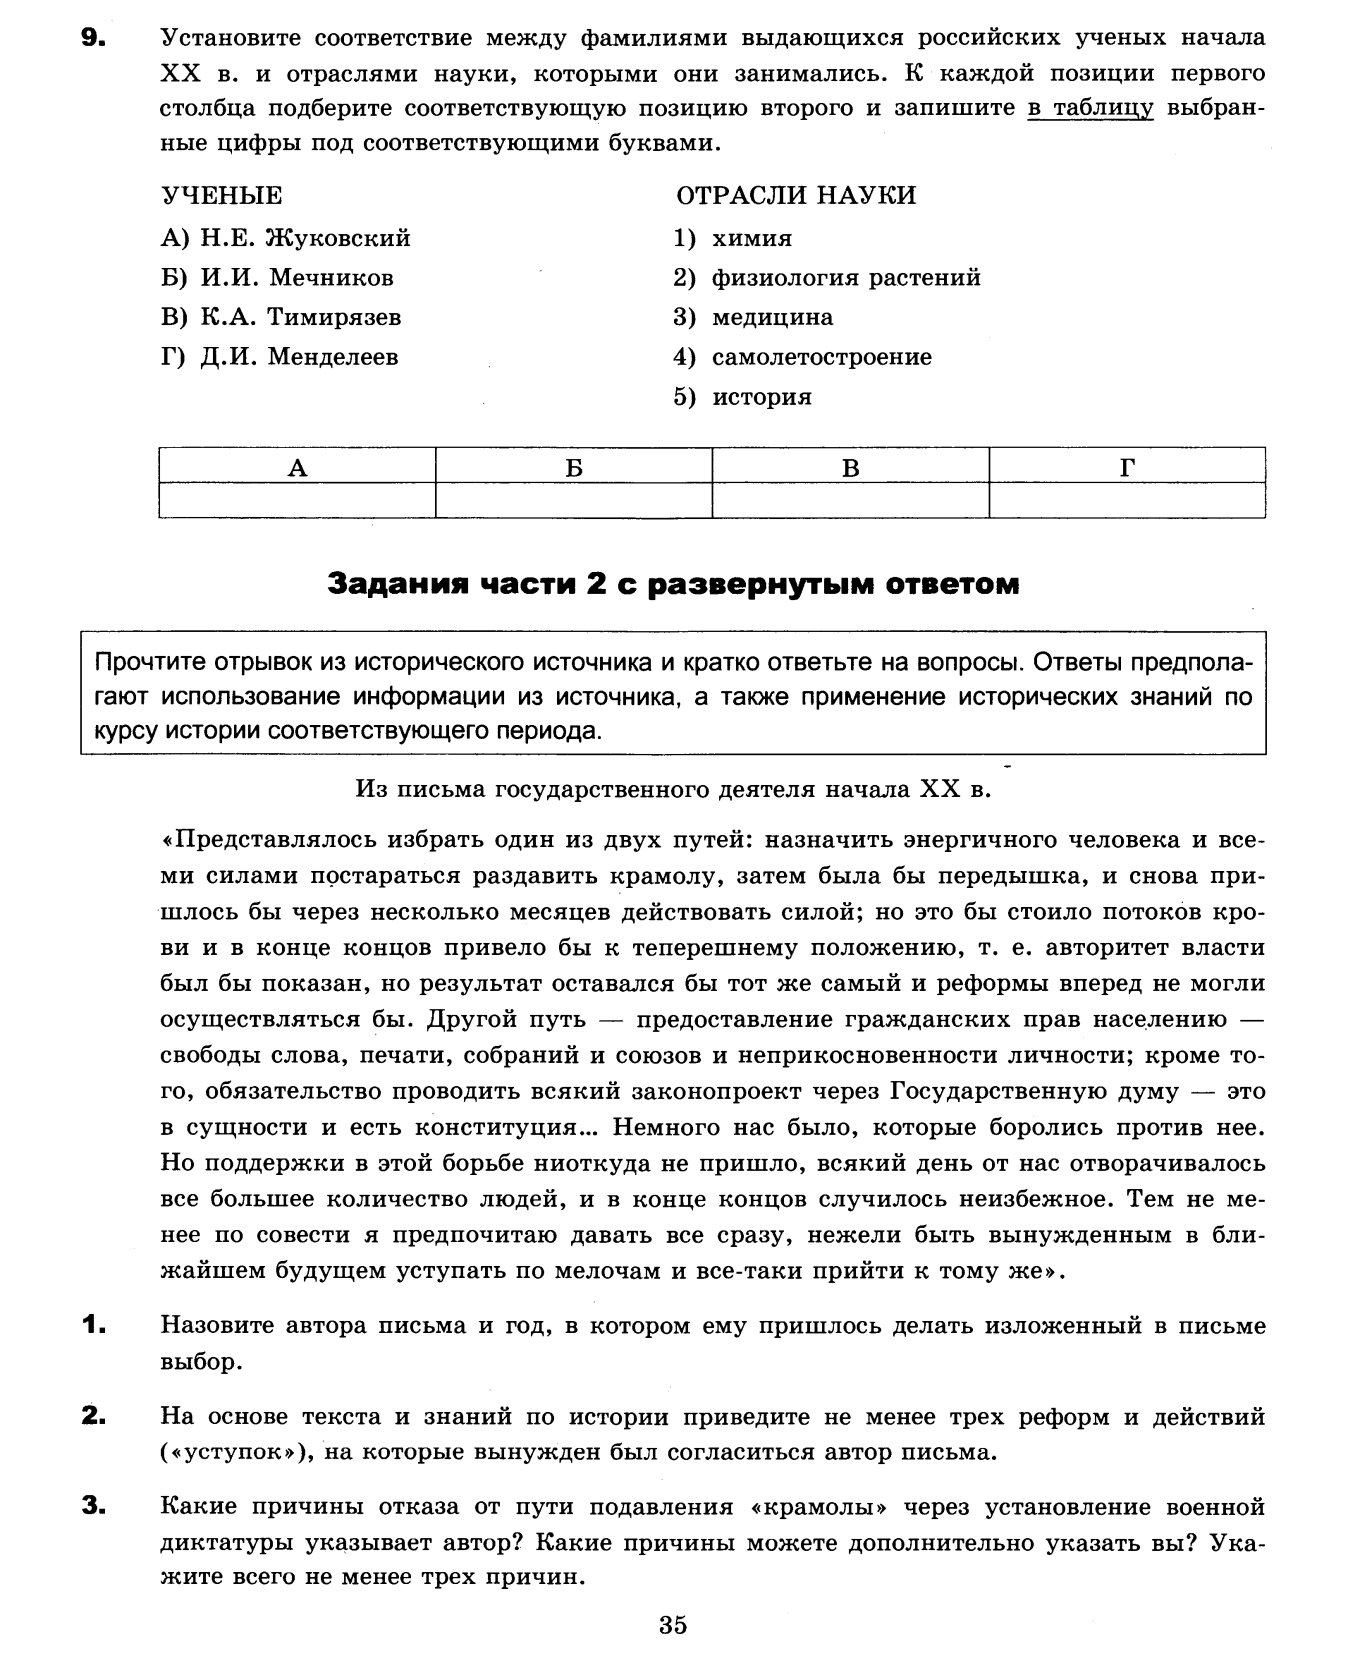 9. Установите соответствие между фамилиями выдающихся российских ученых начала
XX в. и отраслями науки, которыми они занимались. К каждой позиции первого
столбца подберите соответствующую позицию второго и запишите в таблицу выбран-
ные цифры под соответствующими буквами.
УЧЕНЫЕ
ОТРАСЛИ НАУКИ
А) Н.Е. Жуковский
1) химия
Б) И.И. Мечников
2) физиология растений
В) К.А. Тимирязев
3) медицина
Г) Д.И. Менделеев
4) самолетостроение
5) история
А Б В Г
Задания части 2 с развернутым ответом
Прочтите отрывок из исторического источника и кратко ответьте на вопросы. Ответы предпола-
гают использование информации из источника, а также применение исторических знаний по
курсу истории соответствующего периода.
Из письма государственного деятеля начала XX в.
«Представлялось избрать один из двух путей: назначить энергичного человека и все-
ми силами постараться раздавить крамолу, затем была бы передышка, и снова при-
шлось бы через несколько месяцев действовать силой; но это бы стоило потоков кро-
ви и в конце концов привело бы к теперешнему положению, т. е. авторитет власти
был бы показан, но результат оставался бы тот же самый и реформы вперед не могли
осуществляться бы. Другой путь — предоставление гражданских прав населению —
свободы слова, печати, собраний и союзов и неприкосновенности личности; кроме то-
го, обязательство проводить всякий законопроект через Государственную думу — это
в сущности и есть конституция... Немного нас было, которые боролись против нее.
Но поддержки в этой борьбе ниоткуда не пришло, всякий день от нас отворачивалось
все большее количество людей, и в конце концов случилось неизбежное. Тем не ме-
нее по совести я предпочитаю давать все сразу, нежели быть вынужденным в бли-
жайшем будущем уступать по мелочам и все-таки прийти к тому же».
1. Назовите автора письма и год, в котором ему пришлось делать изложенный в письме
выбор.
2. На основе текста и знаний по истории приведите не менее трех реформ и действий
(«уступок»), на которые вынужден был согласиться автор письма.
3. Какие причины отказа от пути подавления «крамолы» через установление военной
диктатуры указывает автор? Какие причины можете дополнительно указать вы? Ука-
жите всего не менее трех причин.
35